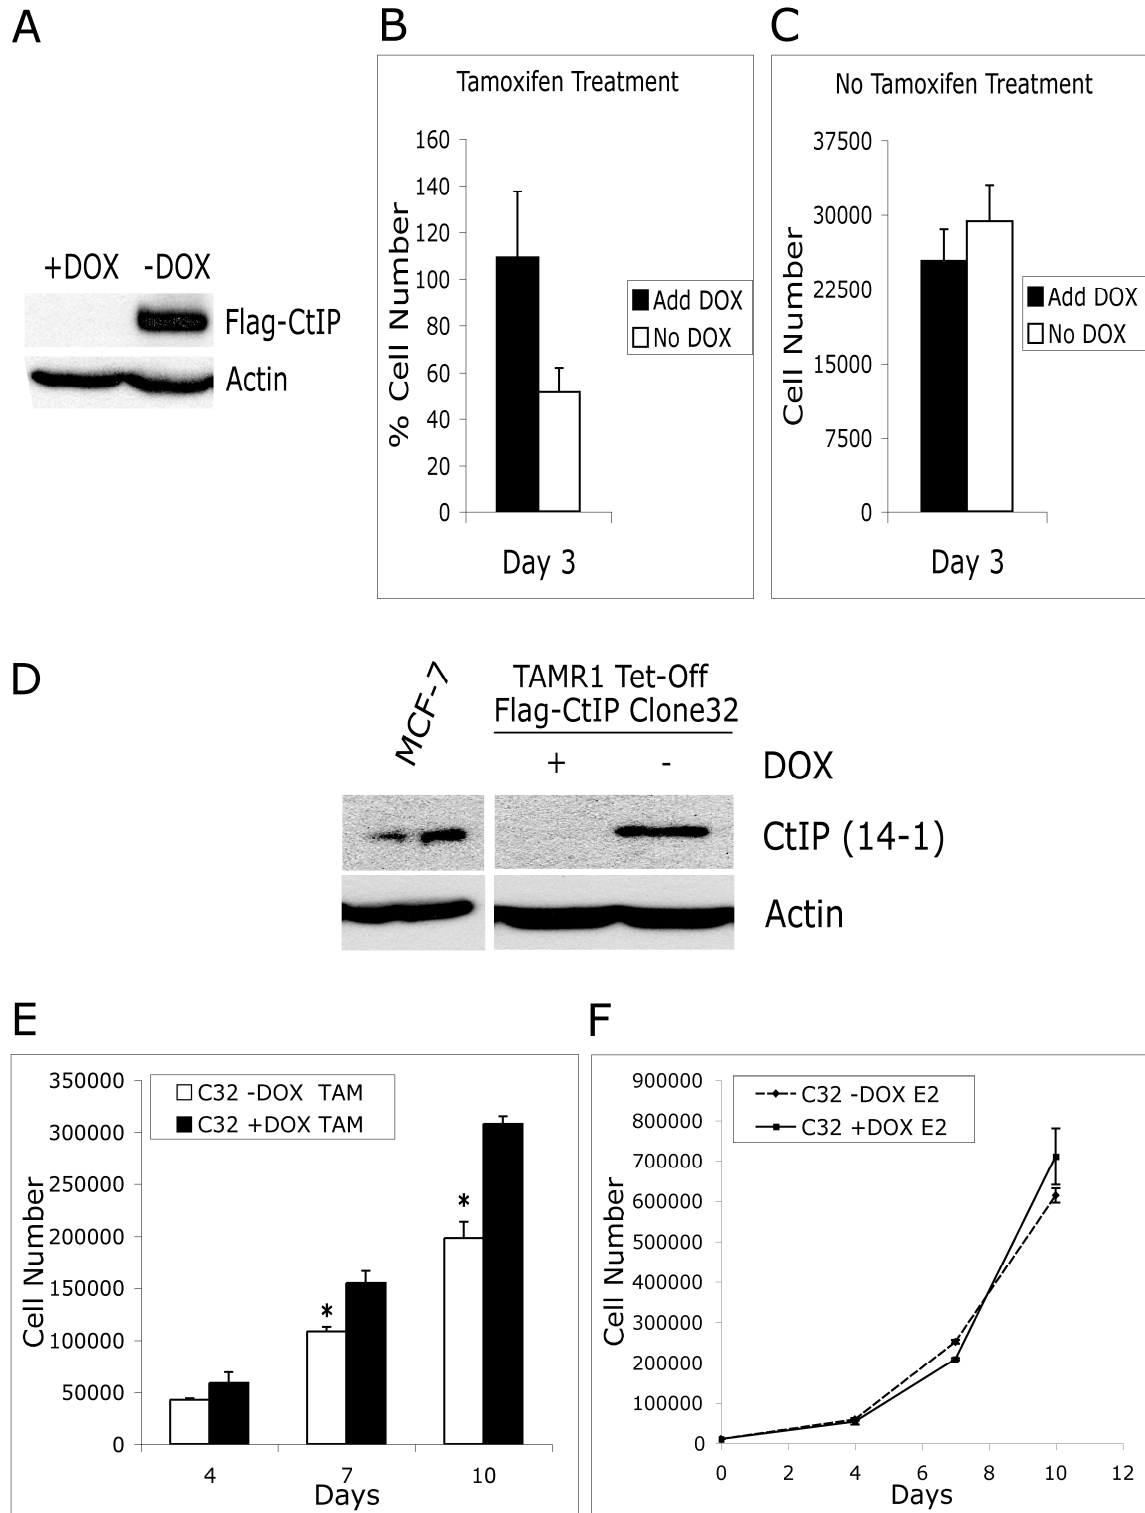 A
+DOX -DOX
Flag-CtIP
Actin
B
Tamoxifen Treatment
160
140
120
100
80
60
40
20
0
% Cell Number
Day 3
Add DOX
No DOX
C
No Tamoxifen Treatment
37500
30000
22500
15000
7500
0
Cell Number
Day 3
Add DOX
No DOX
D
MCF-7
TAMR1 Tet-Off
Flag-CtIP Clone32
+ - DOX
CtIP (14-1)
Actin
E
350000
300000
250000
200000
150000
100000
50000
0
Cell Number
C32 -DOX TAM
C32 +DOX TAM
*
*
4 7 10
Days
F
900000
800000
700000
600000
500000
400000
300000
200000
100000
0
Cell Number
C32 -DOX E2
C32 +DOX E2
0 2 4 6 8 10 12
Days